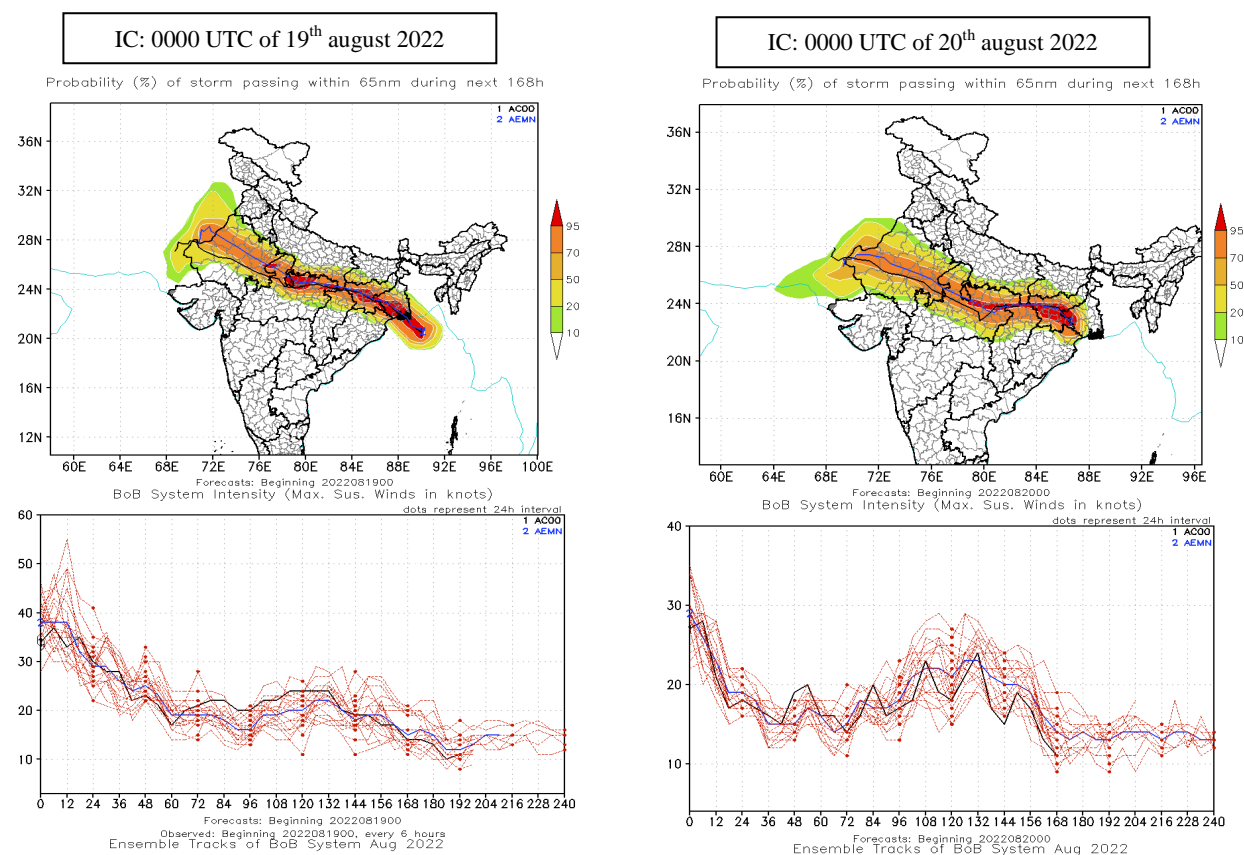 IC: 0000 UTC of 19th august 2022
Probability (%) of storm passing within 65nm during next 168h
1 AC00
2 AEMN
36N
32N
28N
24N
20N
16N
12N
95
70
50
20
10
60E 64E 68E 72E 76E 80E 84E 88E 92E 96E 100E
Forecasts: Beginning 2022081900
BoB System Intensity (Max. Sus. Winds in knots)
dots represent 24h interval
1 AC00
2 AEMN
60
50
40
30
20
10
0 12 24 36 48 60 72 84 96 108 120 132 144 156 168 180 192 204 216 228 240
Forecasts: Beginning 2022081900
Observed: Beginning 2022081900, every 6 hours
Ensemble Tracks of BoB System Aug 2022
IC: 0000 UTC of 20th august 2022
Probability (%) of storm passing within 65nm during next 168h
1 AC00
2 AEMN
36N
32N
28N
24N
20N
16N
95
70
50
20
10
60E 64E 68E 72E 76E 80E 84E 88E 92E 96E
Forecasts: Beginning 2022082000
BoB System Intensity (Max. Sus. Winds in knots)
dots represent 24h interval
1 AC00
2 AEMN
40
30
20
10
0 12 24 36 48 60 72 84 96 108 120 132 144 156 168 180 192 204 216 228 240
Forecasts: Beginning 2022082000
Ensemble Tracks of BoB System Aug 2022